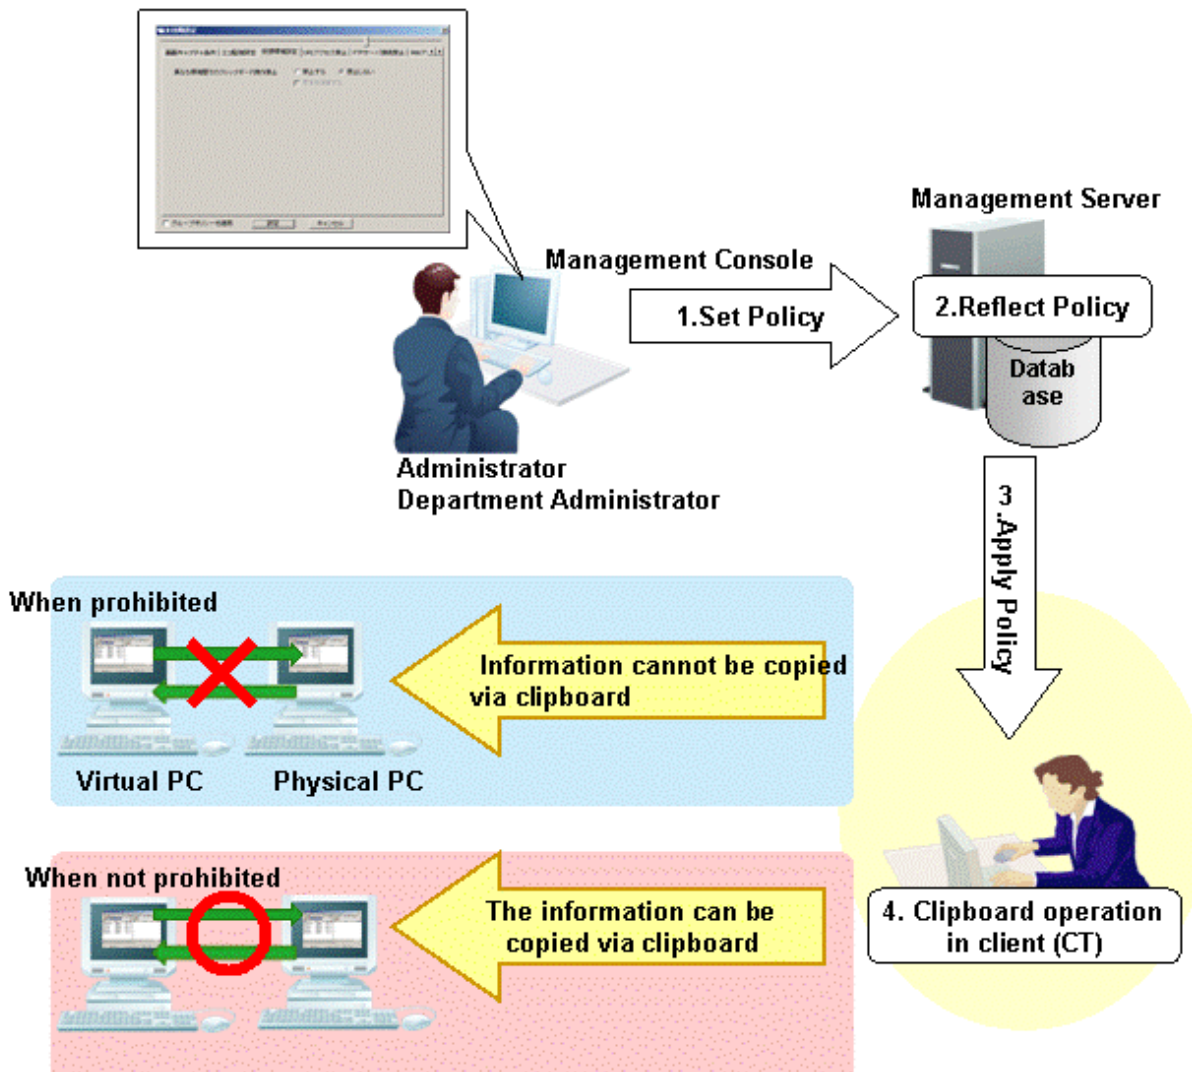 Management Server
Management Console
1.Set Policy
2.Reflect Policy
Datab
ase
Administrator
Department Administrator
3
.Apply Policy
When prohibited
Information cannot be copied
via clipboard
Virtual PC
Physical PC
When not prohibited
The information can be
copied via clipboard
4. Clipboard operation
in client (CT)